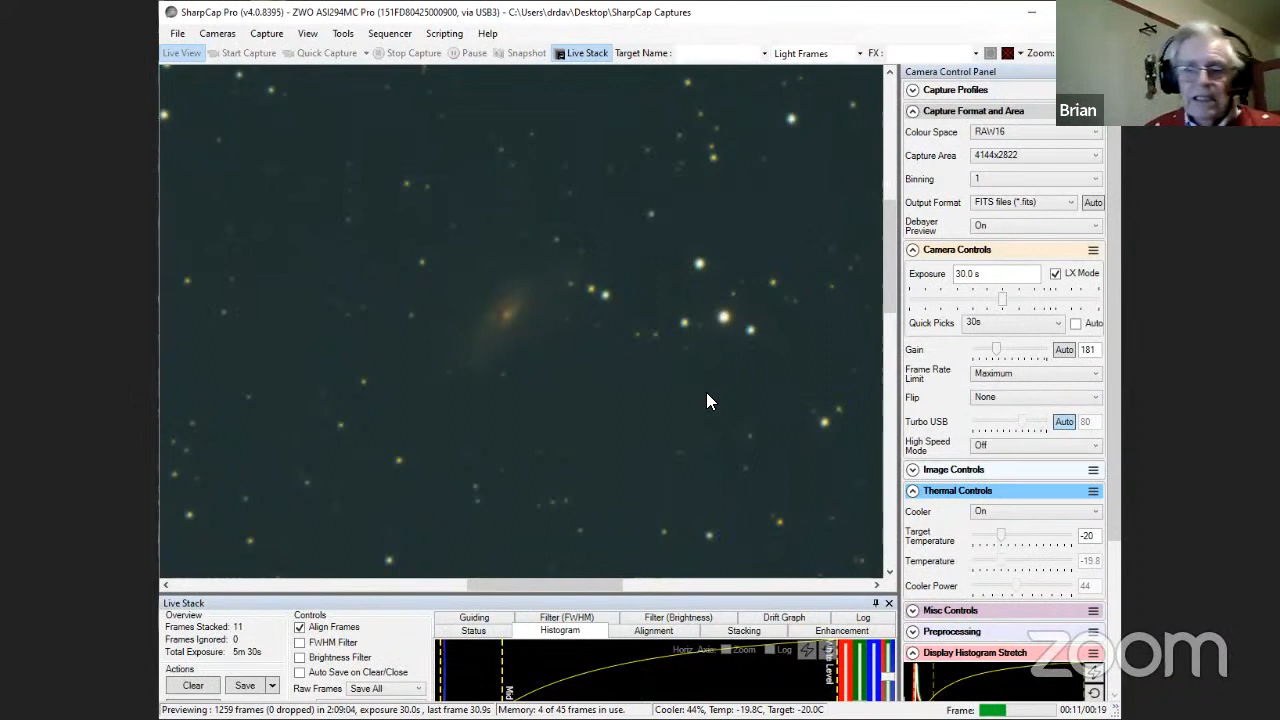 SharpCap Pro (v4.0.8395) - ZWO ASI294MC Pro (151FD80425000900, via USB3) - C:\Users\drdav\Desktop\SharpCap Captures
File Cameras Capture View Tools Sequencer Scripting Help
Live View Start Capture Quick Capture Stop Capture Pause Snapshot Live Stack Target Name : Light Frames FX : Zoom:
Camera Control Panel
Capture Profiles
Brian
Capture Format and Area
Colour Space RAW16
Capture Area 4144x2822
Binning 1
Output Format FITS files (*.fits) Auto
Debayer Preview On
Camera Controls
Exposure 30.0 s LX Mode
Quick Picks 30s Auto
Gain Auto 181
Frame Rate Limit Maximum
Flip None
Turbo USB Auto 80
High Speed Mode Off
Image Controls
Thermal Controls
Cooler On
Target Temperature -20
Temperature -19.8
Cooler Power 44
Misc Controls
Preprocessing
Display Histogram Stretch
Live Stack
Overview
Frames Stacked: 11
Frames Ignored: 0
Total Exposure: 5m 30s
Actions
Clear Save
Controls
Align Frames
FWHM Filter
Brightness Filter
Auto Save on Clear/Close
Raw Frames Save All
Guiding Filter (FWHM) Filter (Brightness) Drift Graph Log
Status Histogram Alignment Stacking Enhancement
Horiz. Axis: Zoom Log
Mid
White Level
zoom
Previewing : 1259 frames (0 dropped) in 2:09:04, exposure 30.0s , last frame 30.9s Memory: 4 of 45 frames in use. Cooler: 44%, Temp: -19.8C, Target: -20.0C Frame: 00:11/00:19